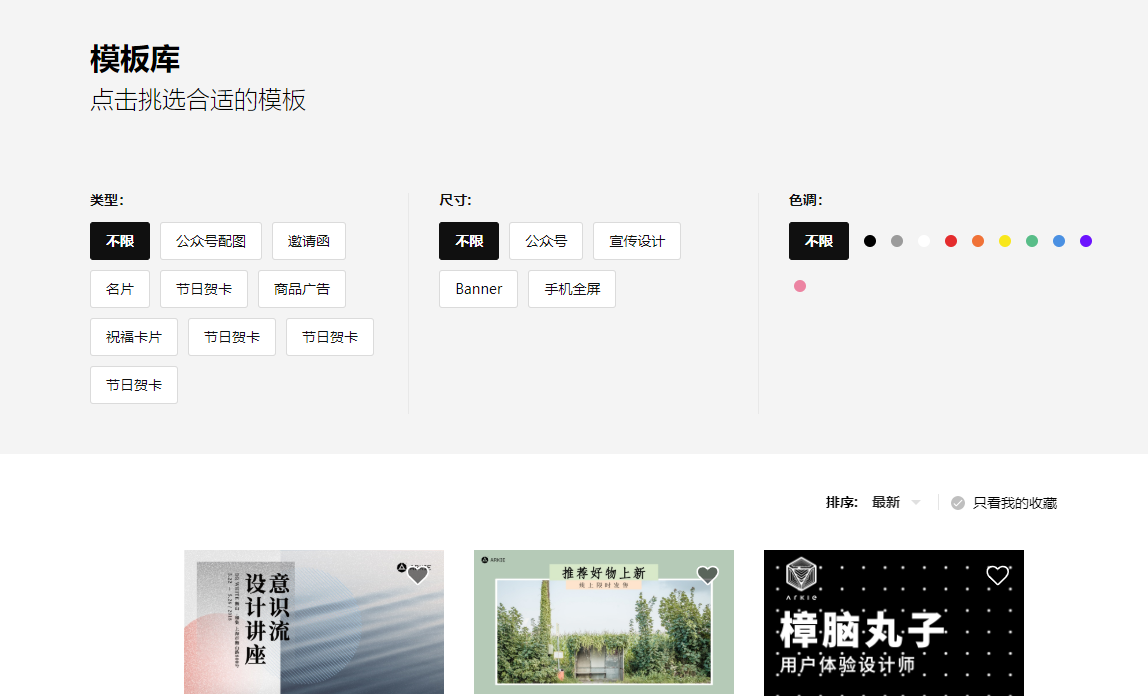 模板库
点击挑选合适的模板
类型:
不限
公众号配图
邀请函
名片
节日贺卡
商品广告
祝福卡片
节日贺卡
节日贺卡
节日贺卡
尺寸:
不限
公众号
宣传设计
Banner
手机全屏
色调:
不限
排序:
最新
只看我的收藏
意识流
设计讲座
ARKIE
推荐好物上新
线上限时发售
ARKIE
樟脑丸子
用户体验设计师